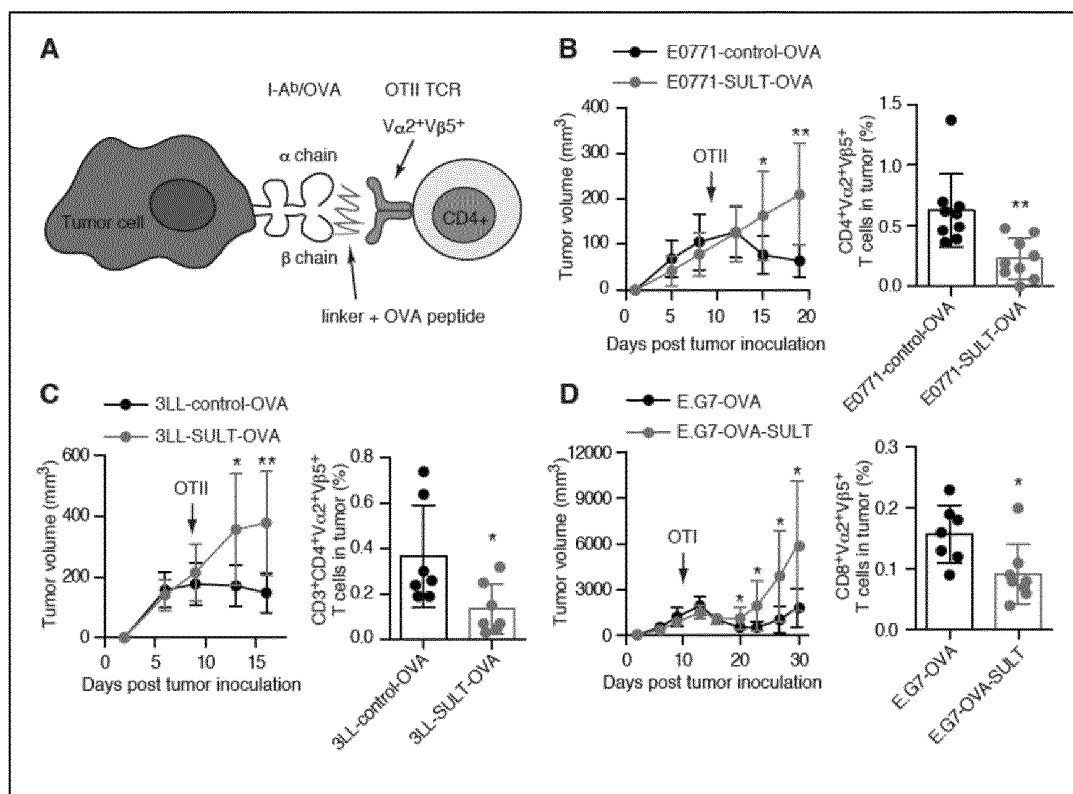 A
I-Aᵇ/OVA
OTII TCR
Vα2⁺Vβ5⁺
α chain
Tumor cell
CD4+
β chain
linker + OVA peptide
B
E0771-control-OVA
E0771-SULT-OVA
Tumor volume (mm³)
400
300
200
100
0
OTII
*
**
0 5 10 15 20
Days post tumor inoculation
CD4⁺Vα2⁺Vβ5⁺
T cells in tumor (%)
1.5
1.0
0.5
0.0
**
E0771-control-OVA
E0771-SULT-OVA
C
3LL-control-OVA
3LL-SULT-OVA
Tumor volume (mm³)
600
400
200
0
OTII
*
**
0 5 10 15
Days post tumor inoculation
CD3⁺CD4⁺Vα2⁺Vβ5⁺
T cells in tumor (%)
0.8
0.6
0.4
0.2
0.0
*
3LL-control-OVA
3LL-SULT-OVA
D
E.G7-OVA
E.G7-OVA-SULT
Tumor volume (mm³)
12000
9000
6000
3000
0
OTI
*
*
*
*
0 10 20 30
Days post tumor inoculation
CD8⁺Vα2⁺Vβ5⁺
T cells in tumor (%)
0.3
0.2
0.1
0.0
*
E.G7-OVA
E.G7-OVA-SULT